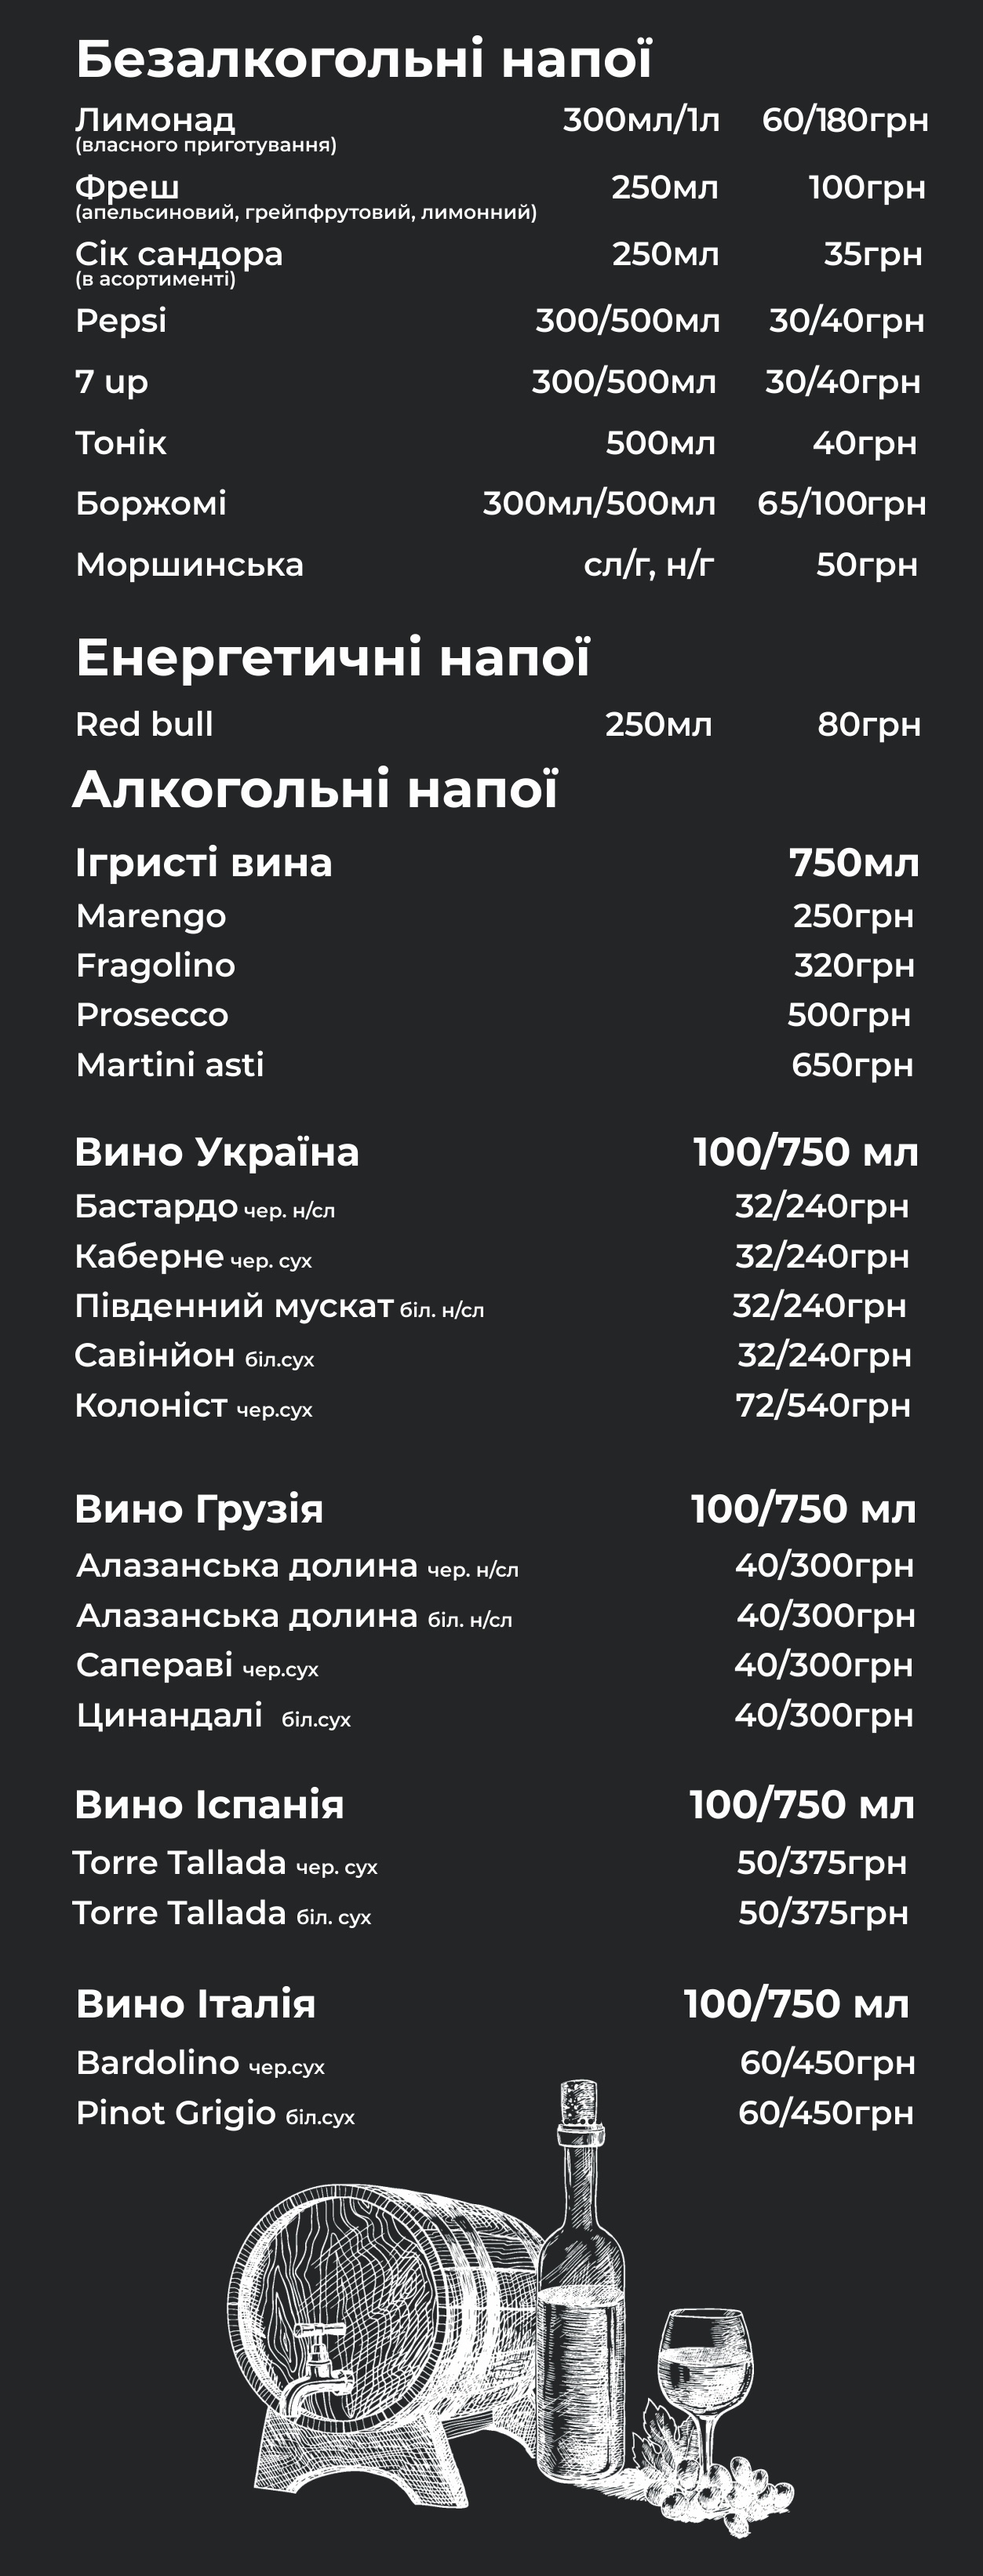 Безалкогольні напої
Лимонад 300мл/1л 60/180грн
(власного приготування)
Фреш 250мл 100грн
(апельсиновий, грейпфрутовий, лимонний)
Сік сандора 250мл 35грн
(в асортименті)
Pepsi 300/500мл 30/40грн
7 up 300/500мл 30/40грн
Тонік 500мл 40грн
Боржомі 300мл/500мл 65/100грн
Моршинська сл/г, н/г 50грн
Енергетичні напої
Red bull 250мл 80грн
Алкогольні напої
Ігристі вина 750мл
Marengo 250грн
Fragolino 320грн
Prosecco 500грн
Martini asti 650грн
Вино Україна 100/750 мл
Бастардо чер. н/сл 32/240грн
Каберне чер. сух 32/240грн
Південний мускат біл. н/сл 32/240грн
Савінйон біл.сух 32/240грн
Колоніст чер.сух 72/540грн
Вино Грузія 100/750 мл
Алазанська долина чер. н/сл 40/300грн
Алазанська долина біл. н/сл 40/300грн
Сапераві чер.сух 40/300грн
Цинандалі біл.сух 40/300грн
Вино Іспанія 100/750 мл
Torre Tallada чер. сух 50/375грн
Torre Tallada біл. сух 50/375грн
Вино Італія 100/750 мл
Bardolino чер.сух 60/450грн
Pinot Grigio біл.сух 60/450грн